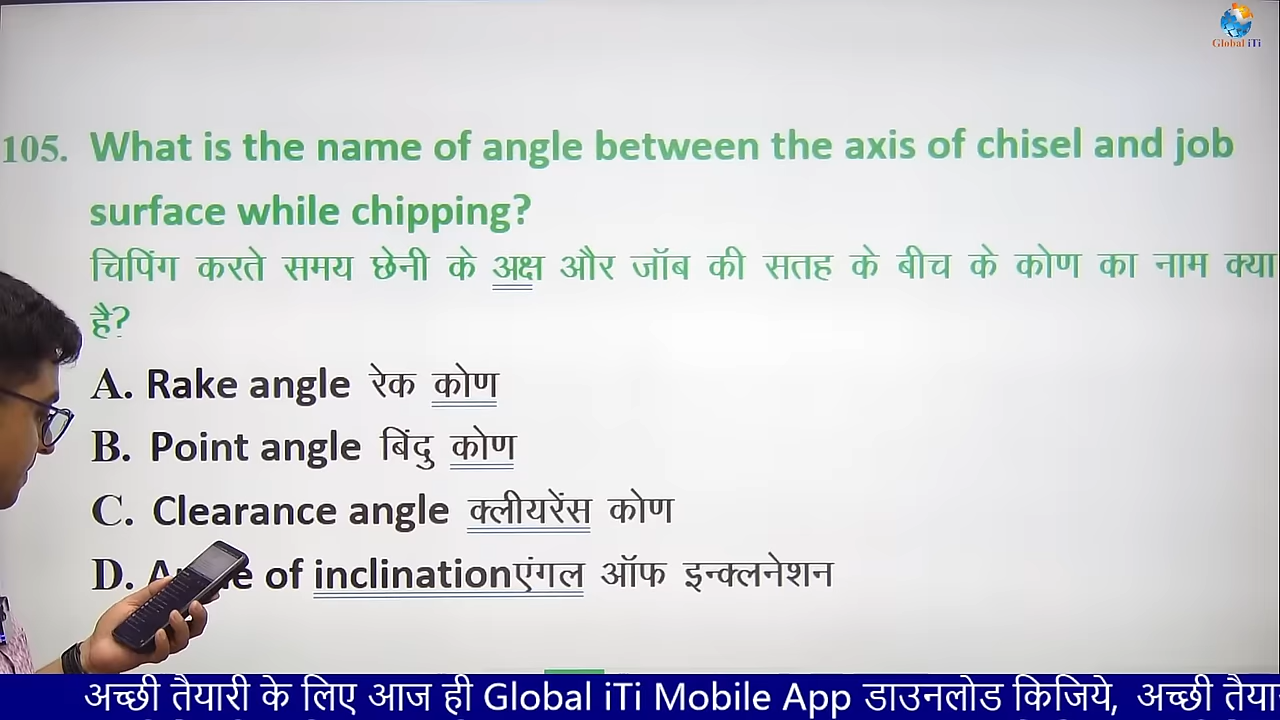 Global iTi
105. What is the name of angle between the axis of chisel and job
surface while chipping?
चिपिंग करते समय छेनी के अक्ष और जॉब की सतह के बीच के कोण का नाम क्या
है?
A. Rake angle रेक कोण
B. Point angle बिंदु कोण
C. Clearance angle क्लीयरेंस कोण
D. of inclinationएंगल ऑफ इन्क्लनेशन
अच्छी तैयारी के लिए आज ही Global iTi Mobile App डाउनलोड किजिये, अच्छी तैया